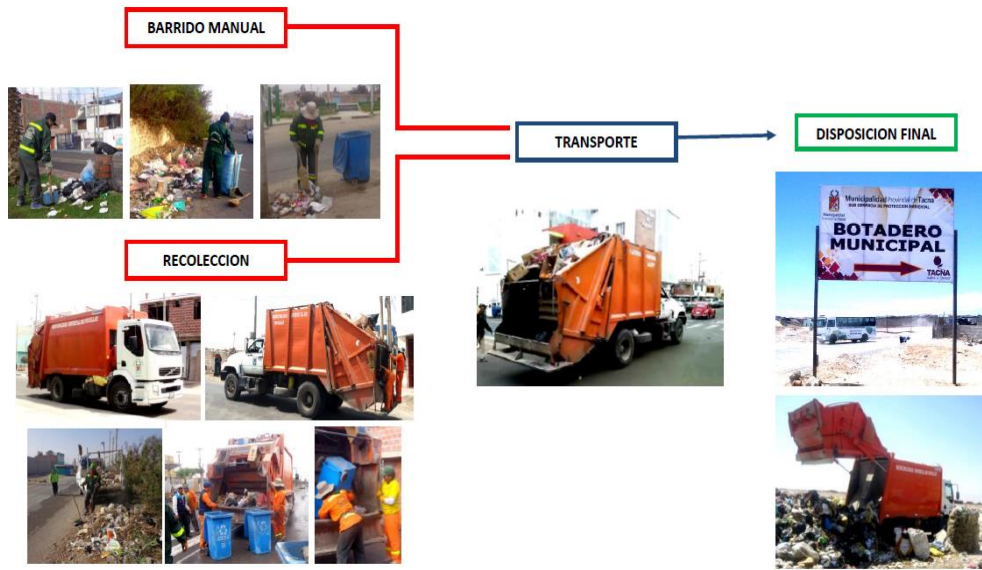 BARRIDO MANUAL
TRANSPORTE
DISPOSICION FINAL
RECOLECCION
Municipalidad Provincial de Tacna
BOTADERO
MUNICIPAL
TACNA